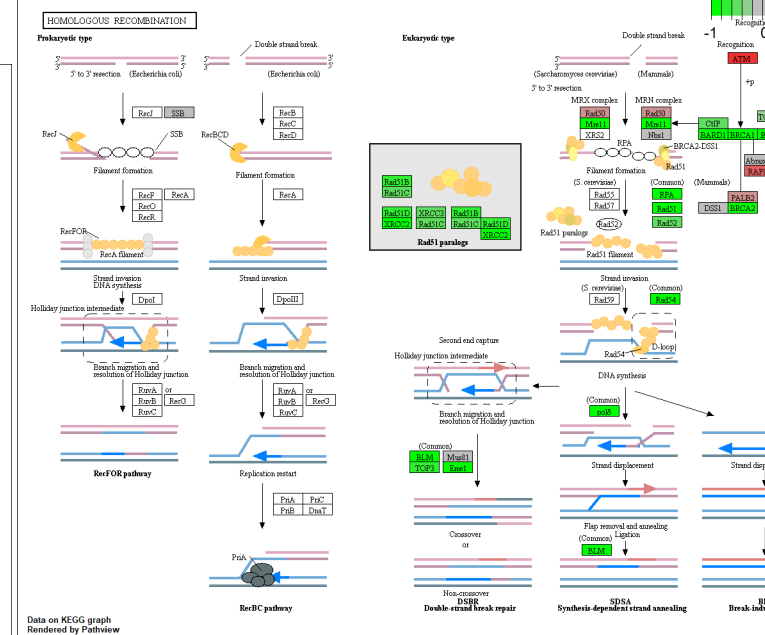 HOMOLOGOUS RECOMBINATION
Prokaryotic type
Double strand break
3'
5'
5'
3'
3'
5'
5'
3'
5' to 3' resection (Escherichia coli)
(Escherichia coli)
RecJ SSB
RecJ
SSB
Filament formation
RecF RecA
RecO
RecR
RecFOR
RecA filament
Strand invasion
DNA synthesis
DpoI
Holliday junction intermediate
Branch migration and
resolution of Holliday junction
RuvA or
RuvB RecG
RuvC
RecFOR pathway
RecB
RecC
RecD
RecBCD
Filament formation
RecA
Strand invasion
DpoIII
Branch migration and
resolution of Holliday junction
RuvA or
RuvB RecG
RuvC
Replication restart
PriA PriC
PriB DnaT
PriA
RecBC pathway
Eukaryotic type
Double strand break
(Saccharomyces cerevisiae) (Mammals)
5' to 3' resection
MRX complex MRN complex
Rad50 Rad50
Mre11 Mre11
XRS2 Nbs1
RPA
BRCA2-DSS1
Rad51
Filament formation
(S. cerevisiae) (Common) (Mammals)
Rad55 RPA
Rad57 Rad51
Rad52 Rad52
Rad51 paralogs
Rad51 filament
PALB2
DSS1 BRCA2
-1
Recognition
ATM
+p
CtIP
BARD1 BRCA1
Rad51B
Rad51C
Rad51D XRCC3 Rad51B
XRCC2 Rad51C Rad51C Rad51D
XRCC2
Rad51 paralogs
Strand invasion
(S. cerevisiae) (Common)
Rad59 Rad54
Rad54
D-loop
DNA synthesis
Second end capture
Holliday junction intermediate
Branch migration and
resolution of Holliday junction
(Common)
BLM Mus81
TOP3 Eme1
Crossover
or
Non-crossover
DSBR
Double-strand break repair
(Common)
polδ
Strand displacement
Flap removal and annealing
Ligation
(Common)
BLM
SDSA
Synthesis-dependent strand annealing
Data on KEGG graph
Rendered by Pathview